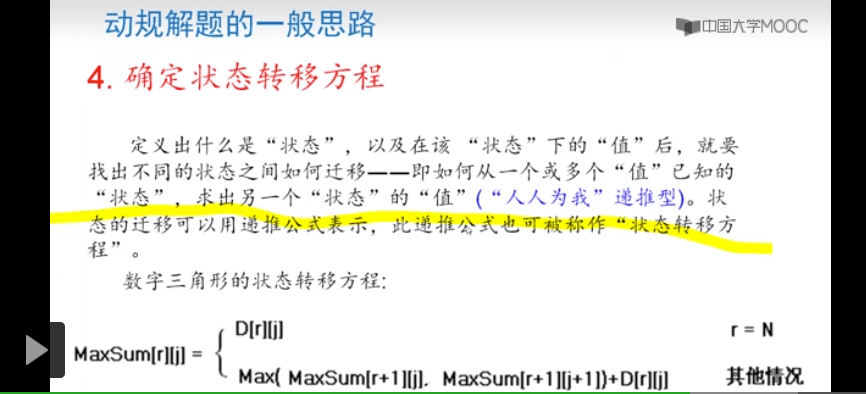 动规解题的一般思路
中国大学MOOC
4. 确定状态转移方程
定义出什么是“状态”，以及在该 “状态”下的“值”后，就要
找出不同的状态之间如何迁移——即如何从一个或多个“值”已知的
“状态”，求出另一个“状态”的“值”(“人人为我”递推型)。状
态的迁移可以用递推公式表示，此递推公式也可被称作“状态转移方
程”。
数字三角形的状态转移方程:
D[r][j] r = N
MaxSum[r][j] =
Max( MaxSum[r+1][j], MaxSum[r+1][j+1])+D[r][j] 其他情况